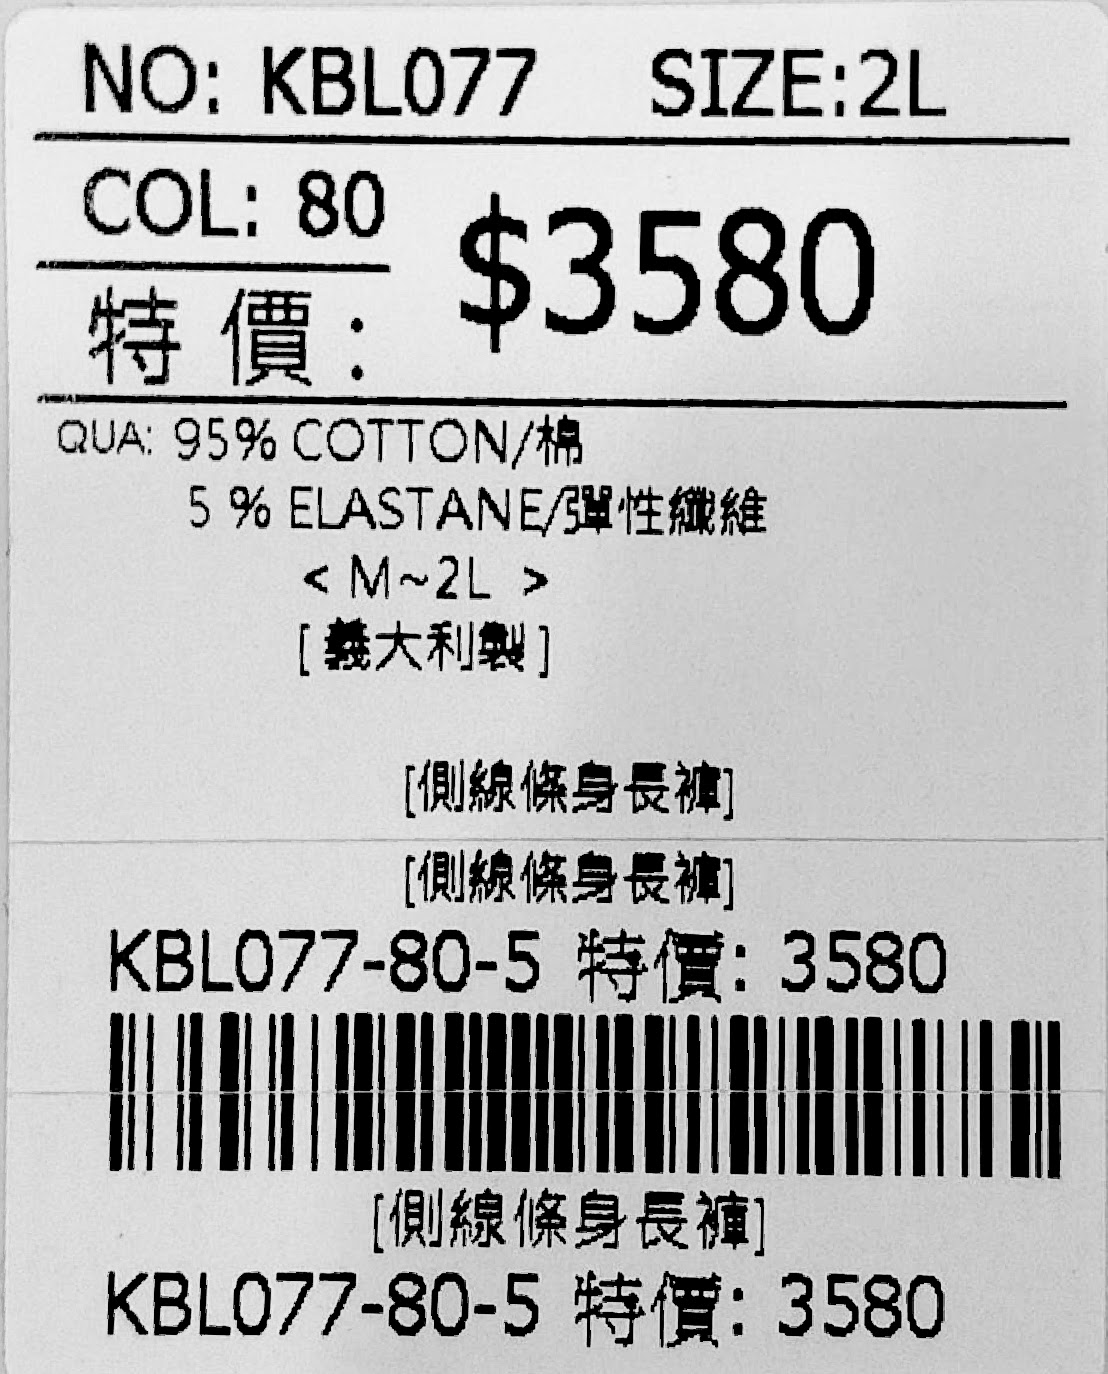 NO: KBL077 SIZE:2L
COL: 80
$3580
特價:
QUA: 95% COTTON/棉
5 % ELASTANE/彈性纖維
< M~2L >
[義大利製]
[側線條身長褲]
[側線條身長褲]
KBL077-80-5 特價: 3580
[側線條身長褲]
KBL077-80-5 特價: 3580